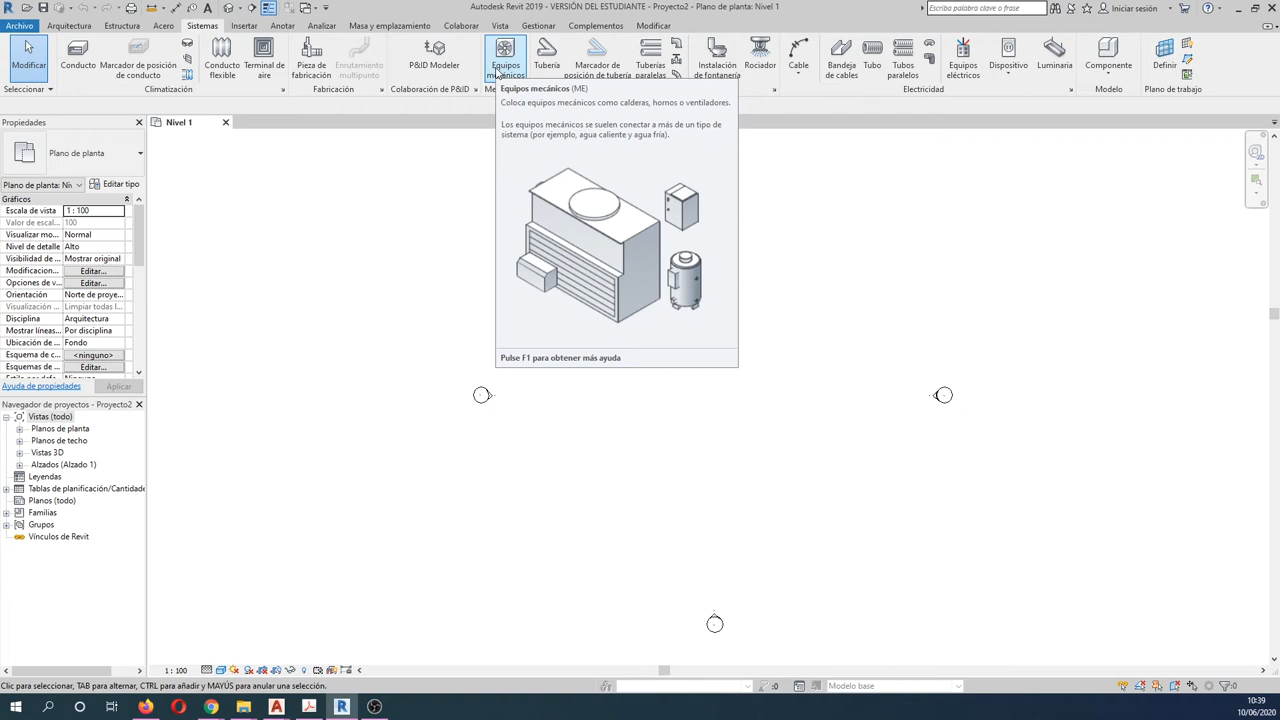 Autodesk Revit 2019 - VERSIÓN DEL ESTUDIANTE - Proyecto2 - Plano de planta: Nivel 1
Escriba palabra clave o frase
Iniciar sesión
Archivo Arquitectura Estructura Acero Sistemas Insertar Anotar Analizar Masa y emplazamiento Colaborar Vista Gestionar Complementos Modificar
Modificar
Conducto
Marcador de posición de conducto
Conducto flexible
Terminal de aire
Pieza de fabricación
Enrutamiento multipunto
P&ID Modeler
Equipos mecánicos
Tubería
Marcador de posición de tubería
Tuberías paralelas
Instalación de fontanería
Rociador
Cable
Bandeja de cables
Tubo
Tubos paralelos
Equipos eléctricos
Dispositivo
Luminaria
Componente
Definir
Seleccionar
Climatización
Colaboración de P&ID
Electricidad
Modelo
Plano de trabajo
Equipos mecánicos (ME)
Coloca equipos mecánicos como calderas, hornos o ventiladores.
Los equipos mecánicos se suelen conectar a más de un tipo de
sistema (por ejemplo, agua caliente y agua fría).
Pulse F1 para obtener más ayuda
Propiedades
Nivel 1
Plano de planta
Plano de planta: Niv
Editar tipo
Gráficos
Escala de vista 1 : 100
Valor de escal... 100
Visualizar mo... Normal
Nivel de detalle Alto
Visibilidad de ... Mostrar original
Modificacion... Editar...
Opciones de v... Editar...
Orientación Norte de proye...
Visualización ... Limpiar todas l...
Disciplina Arquitectura
Mostrar líneas... Por disciplina
Ubicación de ... Fondo
Esquema de c... <ninguno>
Esquemas de ... Editar...
Ayuda de propiedades
Aplicar
Navegador de proyectos - Proyecto2
Vistas (todo)
Planos de planta
Planos de techo
Vistas 3D
Alzados (Alzado 1)
Leyendas
Tablas de planificación/Cantidade
Planos (todo)
Familias
Grupos
Vínculos de Revit
1 : 100
Clic para seleccionar, TAB para alternar, CTRL para añadir y MAYÚS para anular una selección.
:0
Modelo base
:0
10:39
10/06/2020